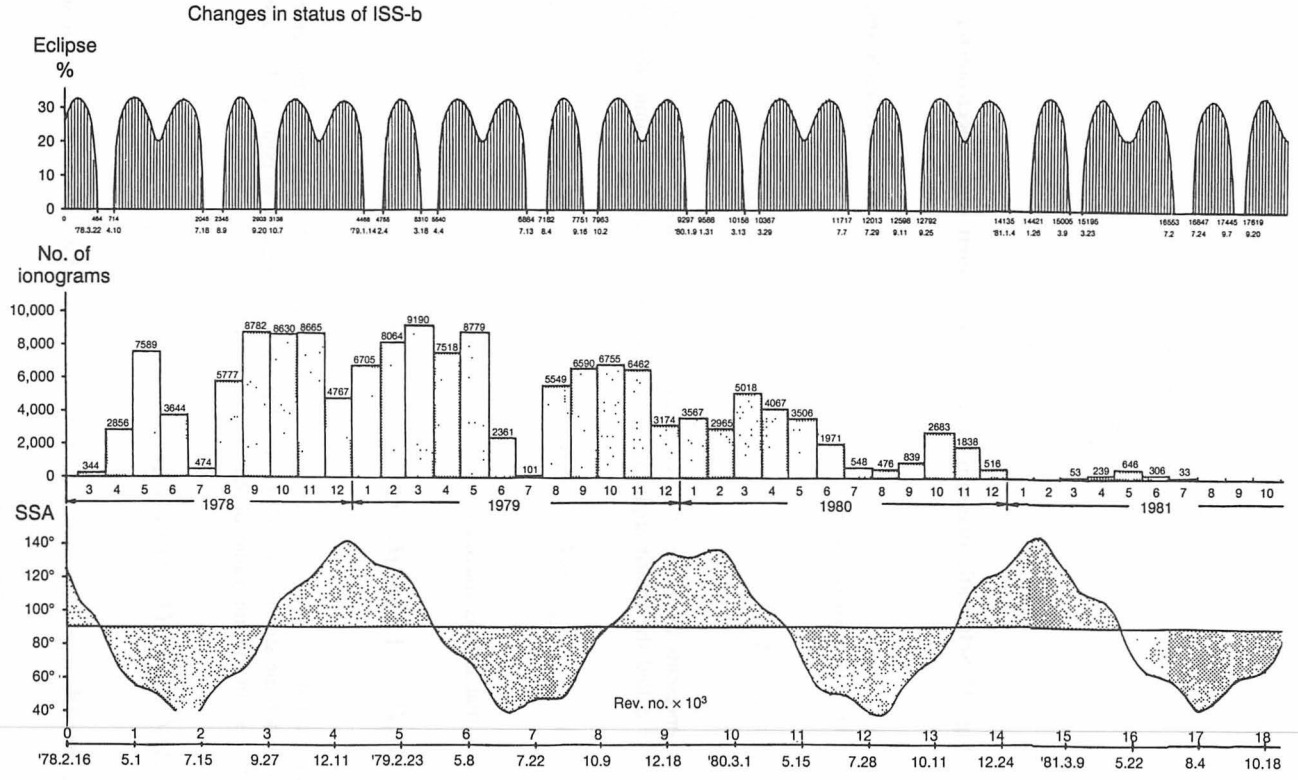 Changes in status of ISS-b
Eclipse
%
30
20
10
0
0 464 714 2045 2345 2903 3136 4468 4755 5310 5540 6884 7182 7751 7963 9297 9586 10158 10367 11717 12013 12598 12792 14135 14421 15005 15195 16553 16847 17445 17619
'78.3.22 4.10 7.18 8.9 9.20 10.7 '79.1.14 2.4 3.18 4.4 7.13 8.4 9.16 10.2 '80.1.9 1.31 3.13 3.29 7.7 7.29 9.11 9.25 '81.1.4 1.26 3.9 3.23 7.2 7.24 9.7 9.20
No. of
ionograms
10,000
8,000
6,000
4,000
2,000
0
344 2856 7589 3644 474 5777 8782 8630 8665 4767 6705 8064 9190 7518 8779 2361 101 5549 6590 6755 6462 3174 3567 2965 5018 4067 3506 1971 548 476 839 2683 1838 516 53 239 646 306 33
3 4 5 6 7 8 9 10 11 12 1 2 3 4 5 6 7 8 9 10 11 12 1 2 3 4 5 6 7 8 9 10 11 12 1 2 3 4 5 6 7 8 9 10
1978 1979 1980 1981
SSA
140°
120°
100°
80°
60°
40°
Rev. no. × 10³
0 1 2 3 4 5 6 7 8 9 10 11 12 13 14 15 16 17 18
'78.2.16 5.1 7.15 9.27 12.11 '79.2.23 5.8 7.22 10.9 12.18 '80.3.1 5.15 7.28 10.11 12.24 '81.3.9 5.22 8.4 10.18